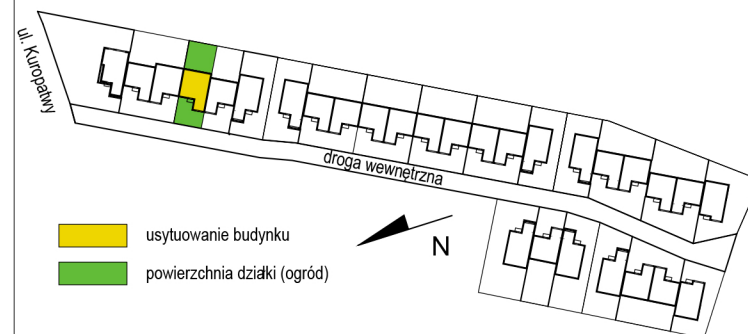 ul. Kuropatwy
droga wewnętrzna
usytuowanie budynku
N
powierzchnia działki (ogród)